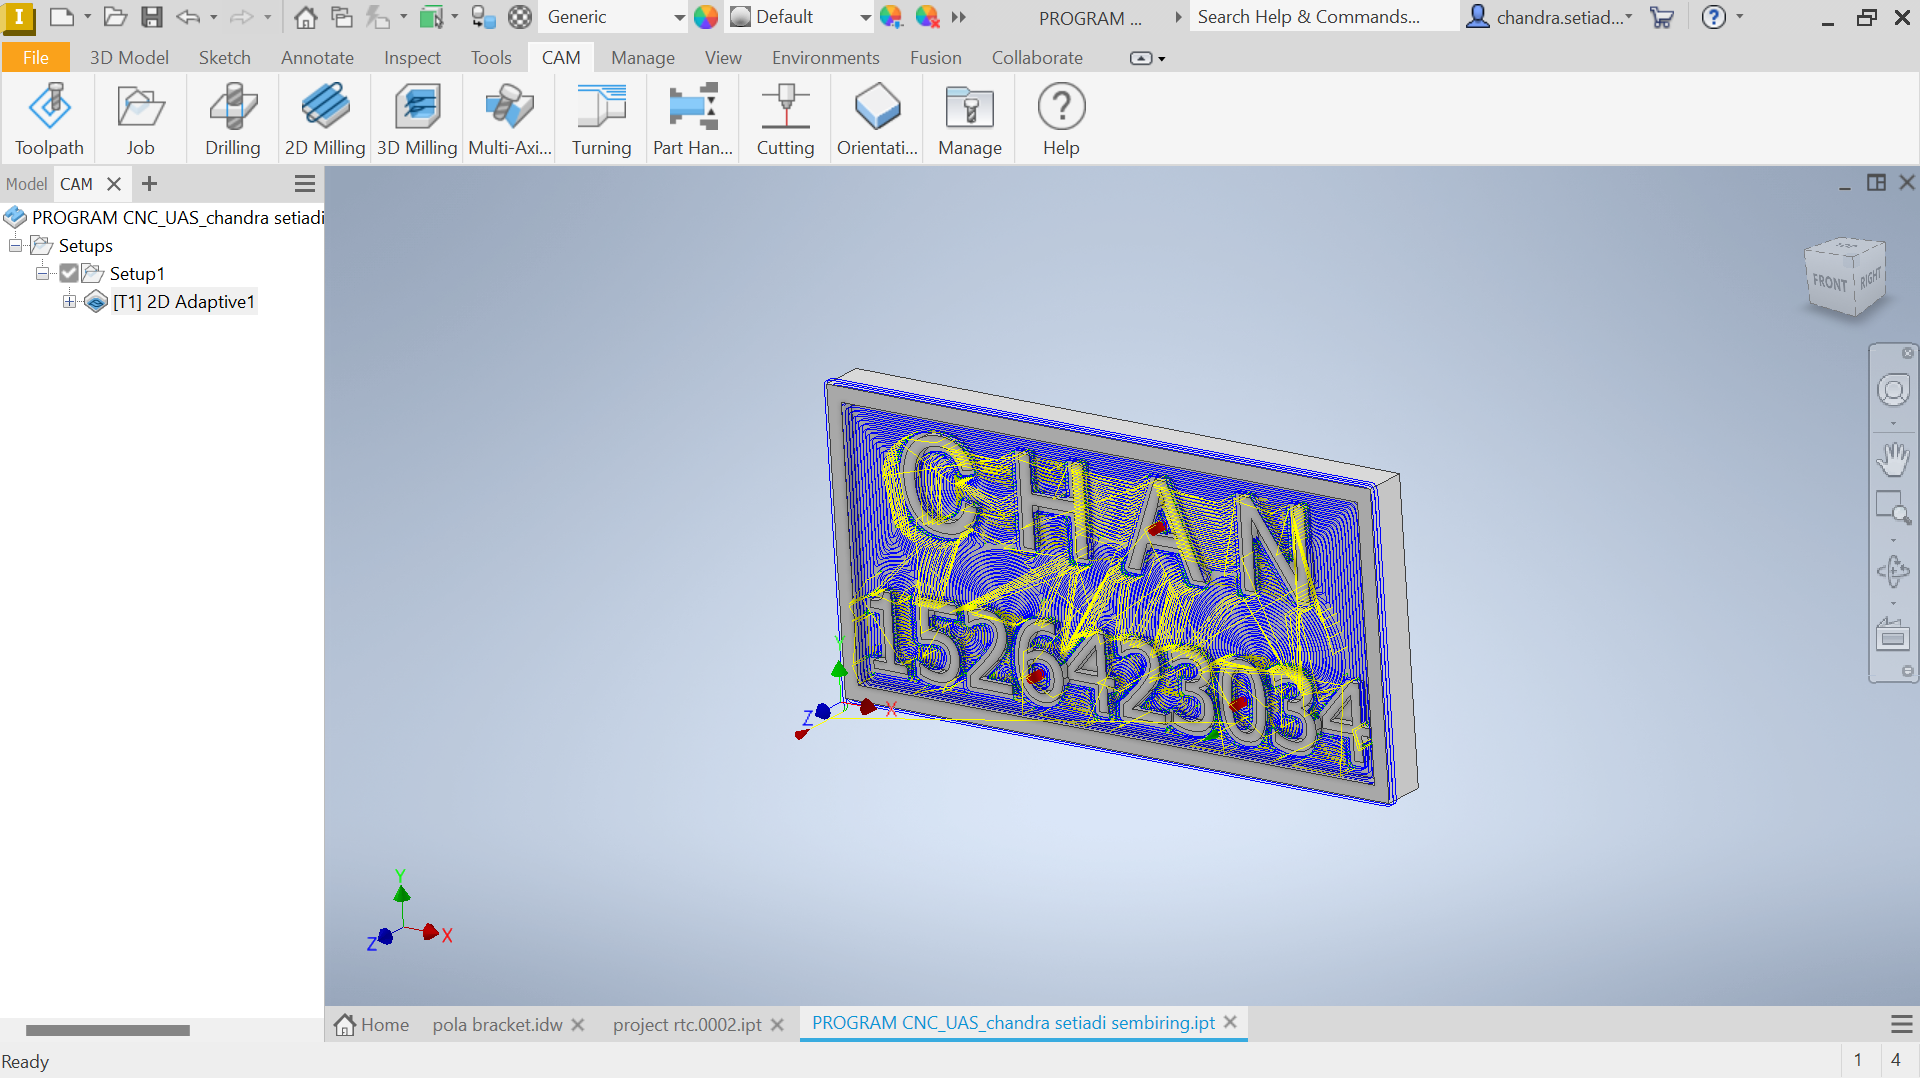 I Generic Default PROGRAM ... Search Help & Commands... chandra.setiad... ?
File 3D Model Sketch Annotate Inspect Tools CAM Manage View Environments Fusion Collaborate
Toolpath Job Drilling 2D Milling 3D Milling Multi-Axi... Turning Part Han... Cutting Orientati... Manage Help
Model CAM
PROGRAM CNC_UAS_chandra setiadi
Setups
Setup1
[T1] 2D Adaptive1
TOP
FRONT RIGHT
CHAN
1526423034
Y
Z X
Y
Z X
Home pola bracket.idw project rtc.0002.ipt PROGRAM CNC_UAS_chandra setiadi sembiring.ipt
Ready 1 4